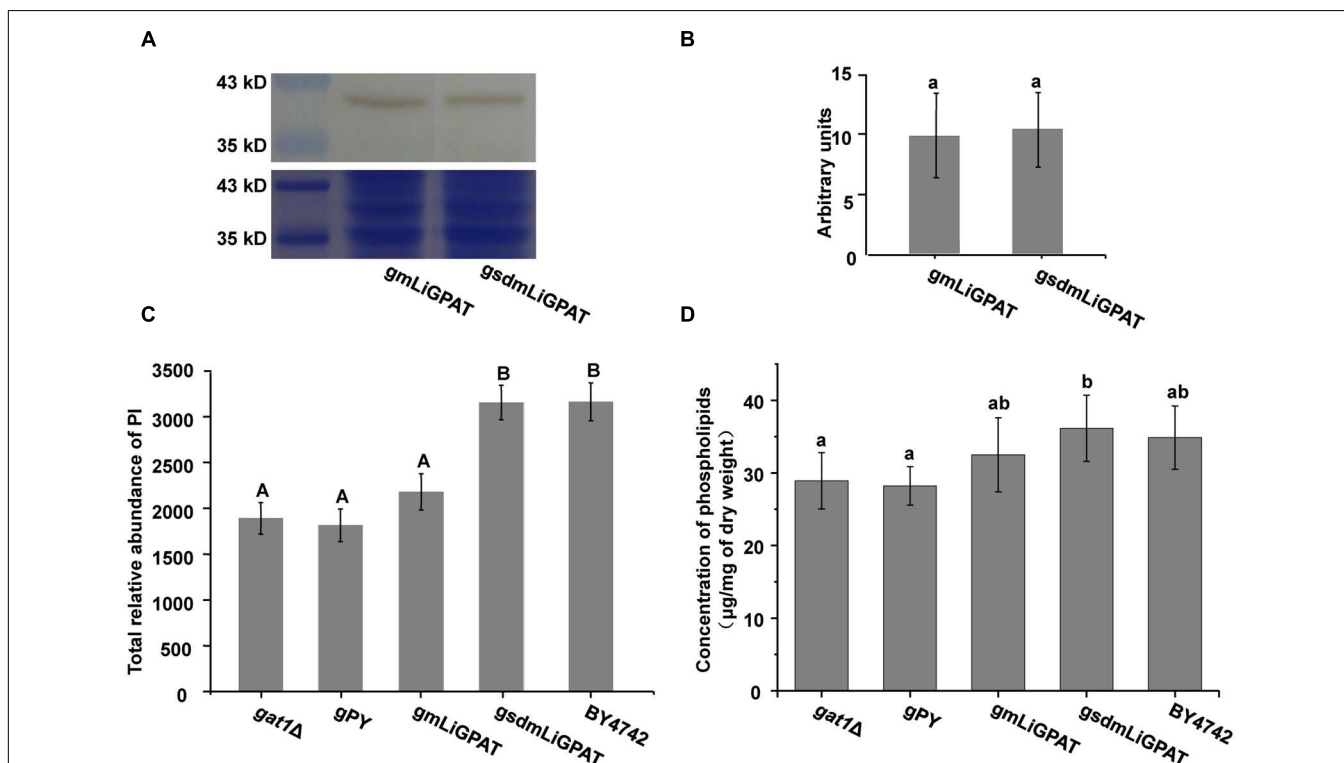 A
43 kD
35 kD
43 kD
35 kD
gmLiGPAT
gsdmLiGPAT
B
Arbitrary units
15
10
5
0
a
a
gmLiGPAT
gsdmLiGPAT
C
Total relative abundance of PI
3500
3000
2500
2000
1500
1000
500
0
A
A
A
B
B
gat1Δ
gPY
gmLiGPAT
gsdmLiGPAT
BY4742
D
Concentration of phospholipids
（μg/mg of dry weight）
40
30
20
10
0
a
a
ab
b
ab
gat1Δ
gPY
gmLiGPAT
gsdmLiGPAT
BY4742